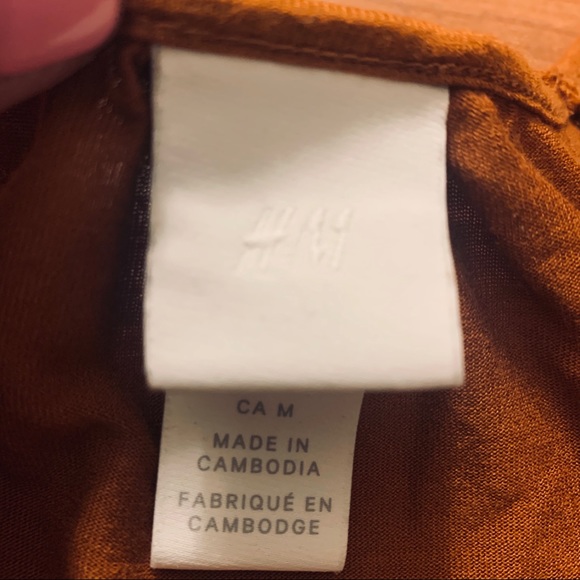 H&M
CA M
MADE IN
CAMBODIA
FABRIQUÉ EN
CAMBODGE